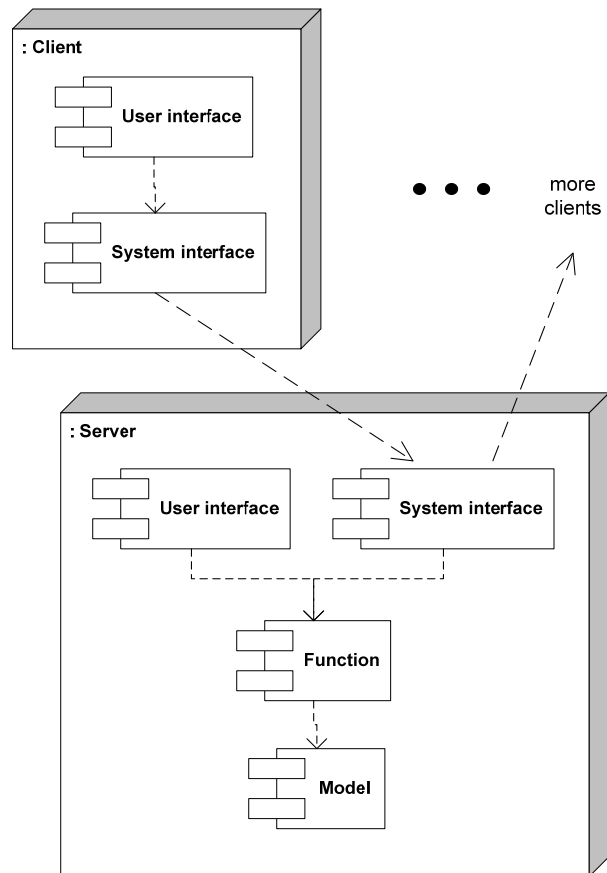 : Client
User interface
System interface
more
clients
: Server
User interface
System interface
Function
Model